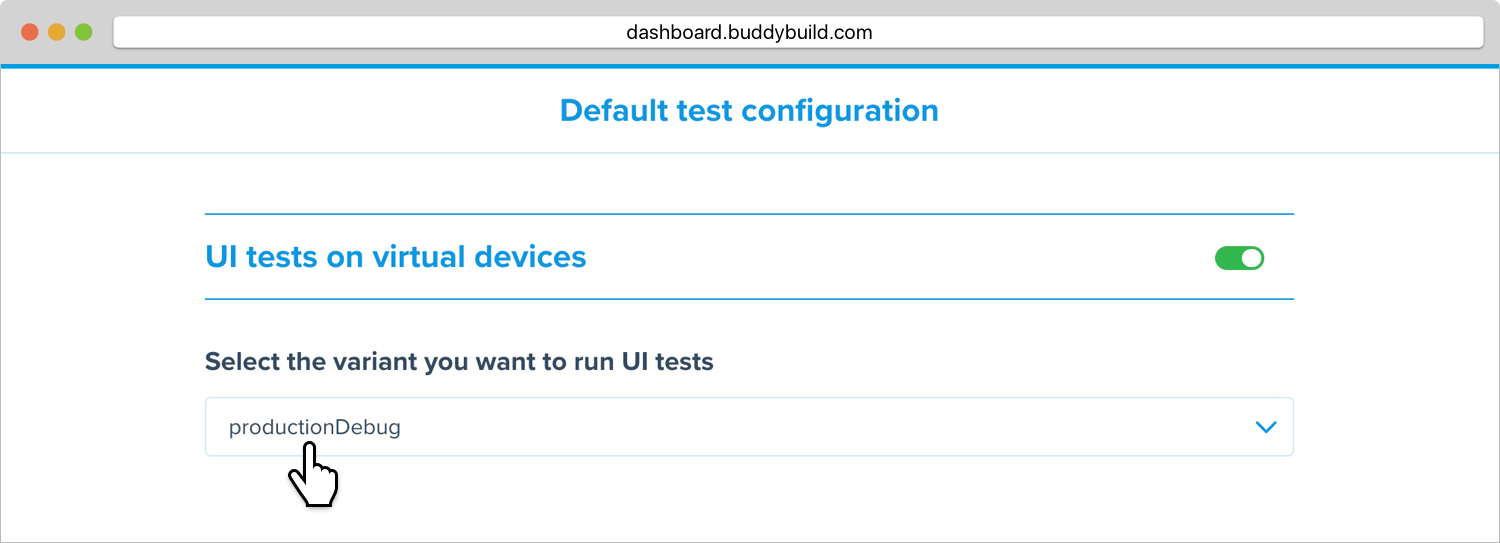 dashboard.buddybuild.com
Default test configuration
UI tests on virtual devices
Select the variant you want to run UI tests
productionDebug